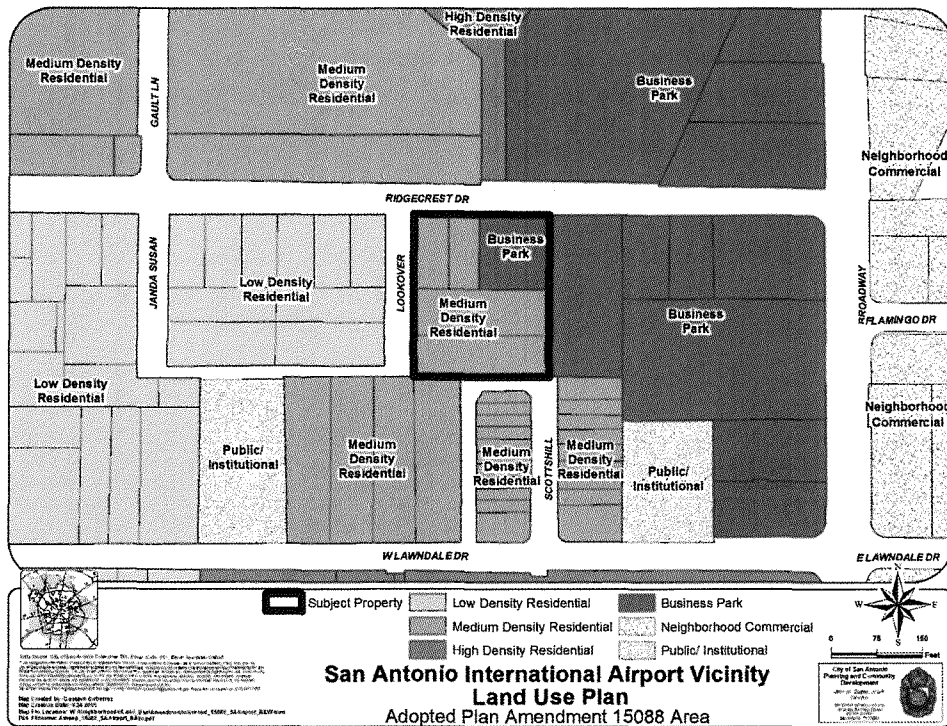 High Density
Residential
Medium Density
Residential
Medium
Density
Residential
Business
Park
GAULT LN
Neighborhood
Commercial
RIDGECREST DR
JANDA SUSAN
Low Density
Residential
LOOKOVER
Business
Park
Medium
Density
Residential
Business
Park
BROADWAY
FLAMINGO DR
Low Density
Residential
Public/
Institutional
Medium
Density
Residential
Medium
Density
Residential
SCOTTSHILL
Medium
Density
Residential
Public/
Institutional
Neighborhood
Commercial
W LAWNDALE DR
E LAWNDALE DR
Subject Property
Low Density Residential
Medium Density Residential
High Density Residential
Business Park
Neighborhood Commercial
Public/ Institutional
N
W
E
S
0 75 150
Feet
San Antonio International Airport Vicinity
Land Use Plan
Adopted Plan Amendment 15088 Area
City of San Antonio
Planning and Community
Development